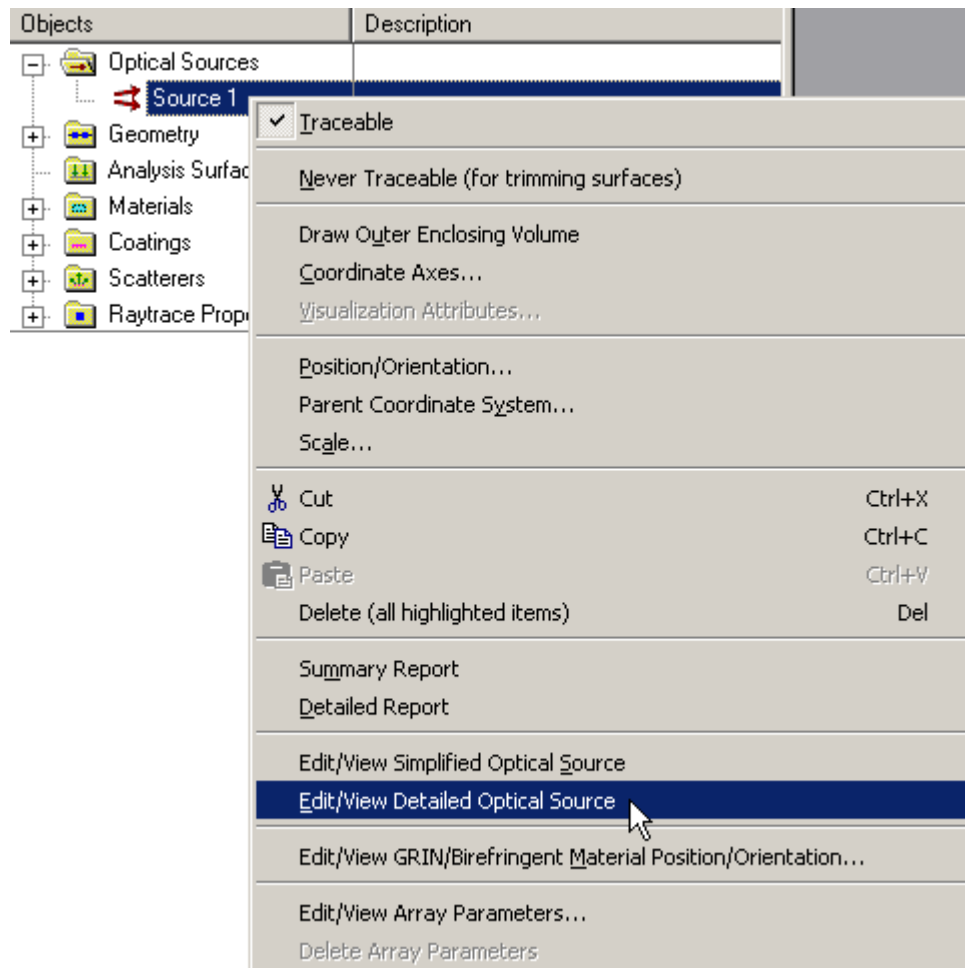 Objects Description
Optical Sources
Source 1
Traceable
Geometry
Analysis Surfac
Never Traceable (for trimming surfaces)
Materials
Draw Outer Enclosing Volume
Coatings
Coordinate Axes...
Scatterers
Visualization Attributes...
Raytrace Prop
Position/Orientation...
Parent Coordinate System...
Scale...
Cut Ctrl+X
Copy Ctrl+C
Paste Ctrl+V
Delete (all highlighted items) Del
Summary Report
Detailed Report
Edit/View Simplified Optical Source
Edit/View Detailed Optical Source
Edit/View GRIN/Birefringent Material Position/Orientation...
Edit/View Array Parameters...
Delete Array Parameters